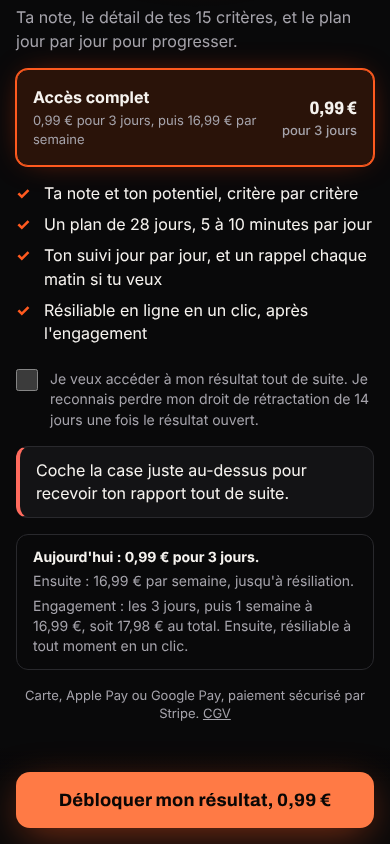 Ta note, le détail de tes 15 critères, et le plan
jour par jour pour progresser.
Accès complet
0,99 € pour 3 jours, puis 16,99 € par
semaine
0,99 €
pour 3 jours
✓ Ta note et ton potentiel, critère par critère
✓ Un plan de 28 jours, 5 à 10 minutes par jour
✓ Ton suivi jour par jour, et un rappel chaque
matin si tu veux
✓ Résiliable en ligne en un clic, après
l'engagement
Je veux accéder à mon résultat tout de suite. Je
reconnais perdre mon droit de rétractation de 14
jours une fois le résultat ouvert.
Coche la case juste au-dessus pour
recevoir ton rapport tout de suite.
Aujourd'hui : 0,99 € pour 3 jours.
Ensuite : 16,99 € par semaine, jusqu'à résiliation.
Engagement : les 3 jours, puis 1 semaine à
16,99 €, soit 17,98 € au total. Ensuite, résiliable à
tout moment en un clic.
Carte, Apple Pay ou Google Pay, paiement sécurisé par
Stripe. CGV
Débloquer mon résultat, 0,99 €